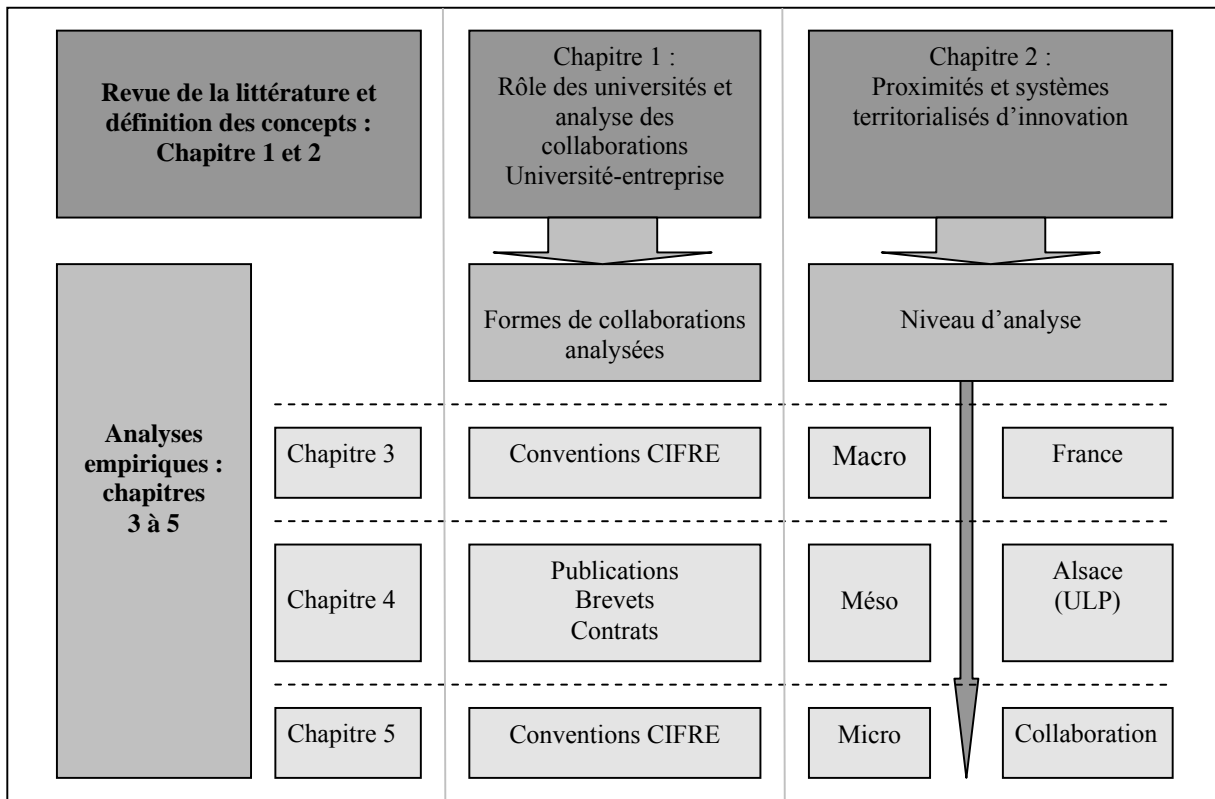 Revue de la littérature et
définition des concepts :
Chapitre 1 et 2
Chapitre 1 :
Rôle des universités et
analyse des
collaborations
Université-entreprise
Chapitre 2 :
Proximités et systèmes
territorialisés d’innovation
Formes de collaborations
analysées
Niveau d’analyse
Analyses
empiriques :
chapitres
3 à 5
Chapitre 3
Conventions CIFRE
Macro
France
Chapitre 4
Publications
Brevets
Contrats
Méso
Alsace
(ULP)
Chapitre 5
Conventions CIFRE
Micro
Collaboration